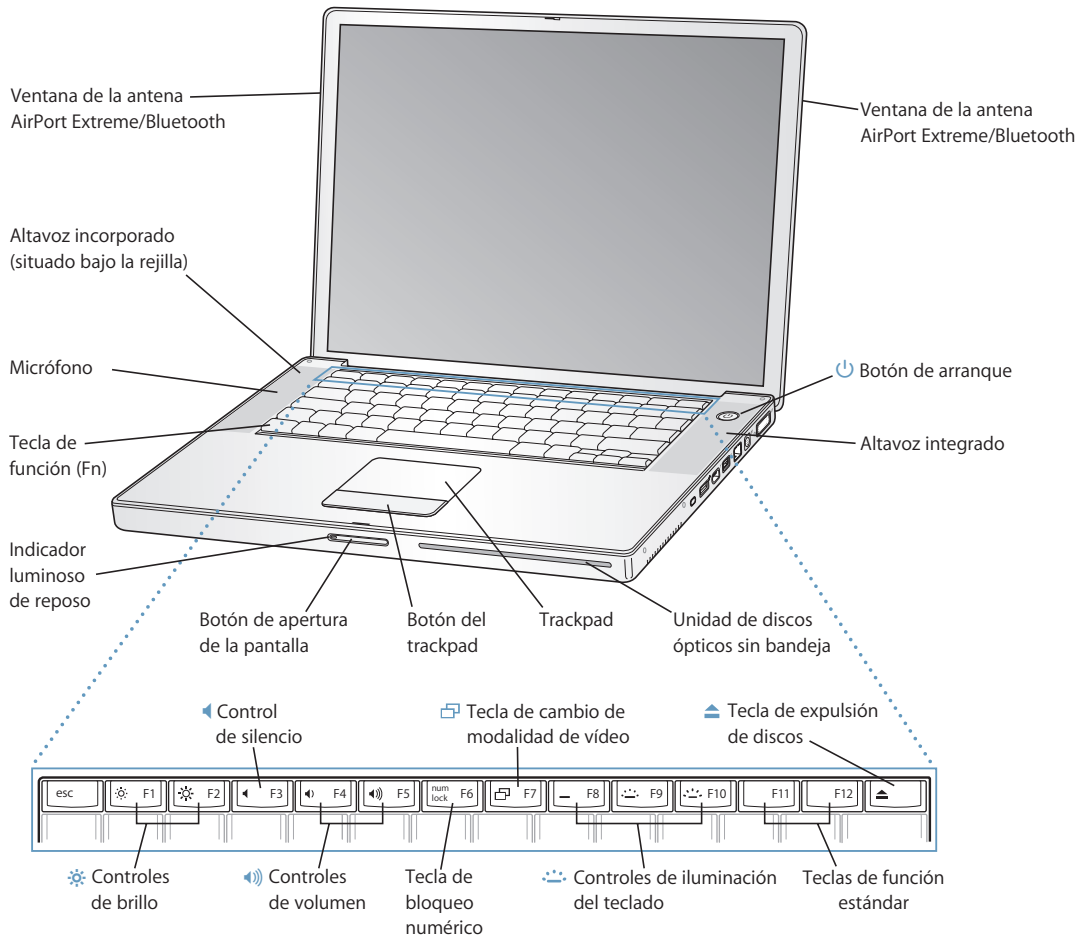 Ventana de la antena
AirPort Extreme/Bluetooth
Ventana de la antena
AirPort Extreme/Bluetooth
Altavoz incorporado
(situado bajo la rejilla)
Micrófono
Botón de arranque
Tecla de
función (Fn)
Altavoz integrado
Indicador
luminoso
de reposo
Botón de apertura
de la pantalla
Botón del
trackpad
Trackpad
Unidad de discos
ópticos sin bandeja
Control
de silencio
Tecla de cambio de
modalidad de vídeo
Tecla de expulsión
de discos
esc F1 F2 F3 F4 F5 num lock F6 F7 F8 F9 F10 F11 F12
Controles
de brillo
Controles
de volumen
Tecla de
bloqueo
numérico
Controles de iluminación
del teclado
Teclas de función
estándar